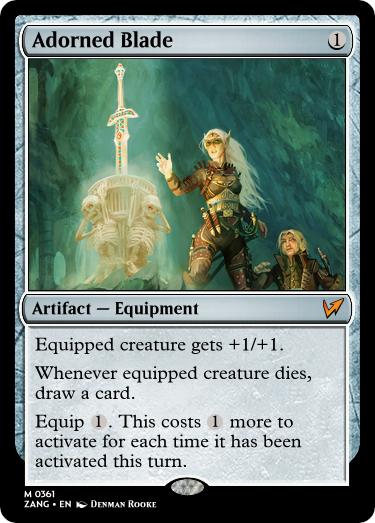 Adorned Blade 1
Artifact — Equipment
Equipped creature gets +1/+1.
Whenever equipped creature dies,
draw a card.
Equip 1. This costs 1 more to
activate for each time it has been
activated this turn.
M 0361
ZANG • EN Denman Rooke